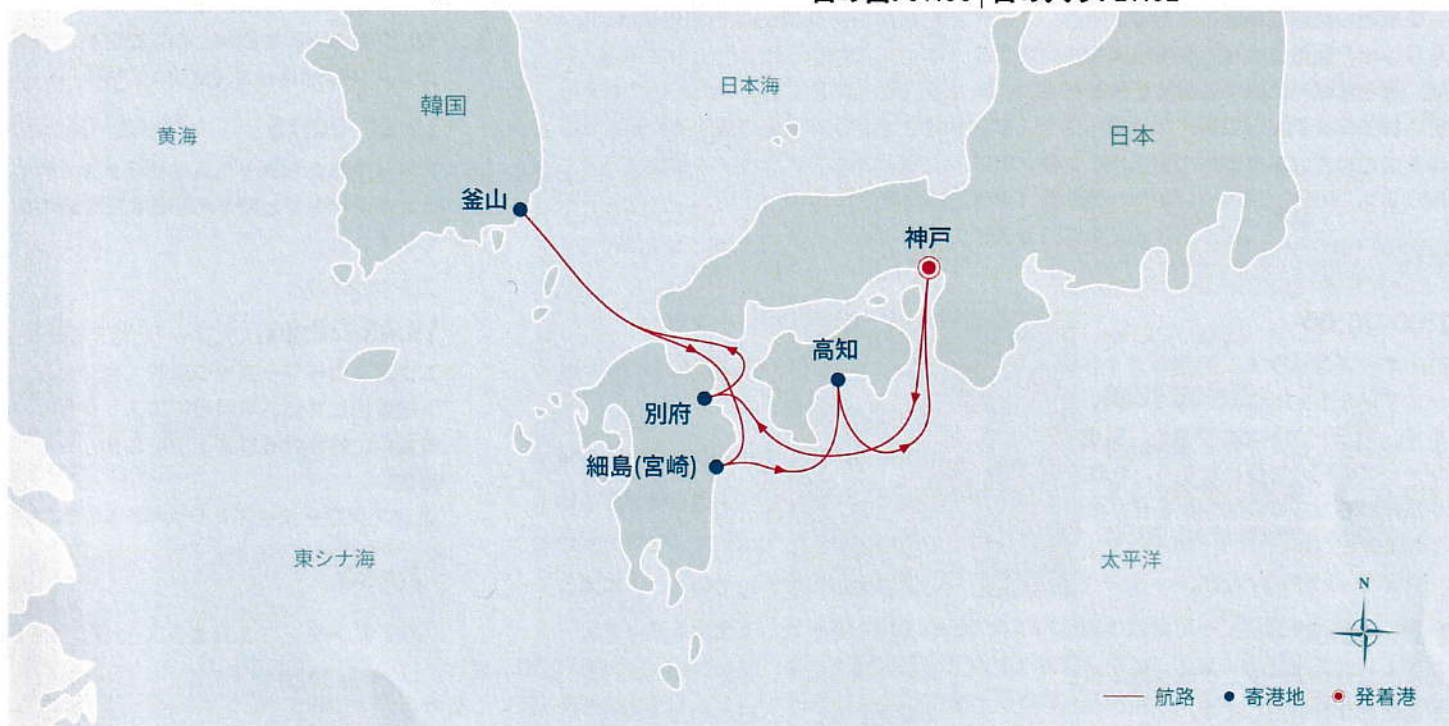 韓国
日本海
日本
黄海
釜山
神戸
高知
別府
細島(宮崎)
東シナ海
太平洋
N
航路
寄港地
発着港